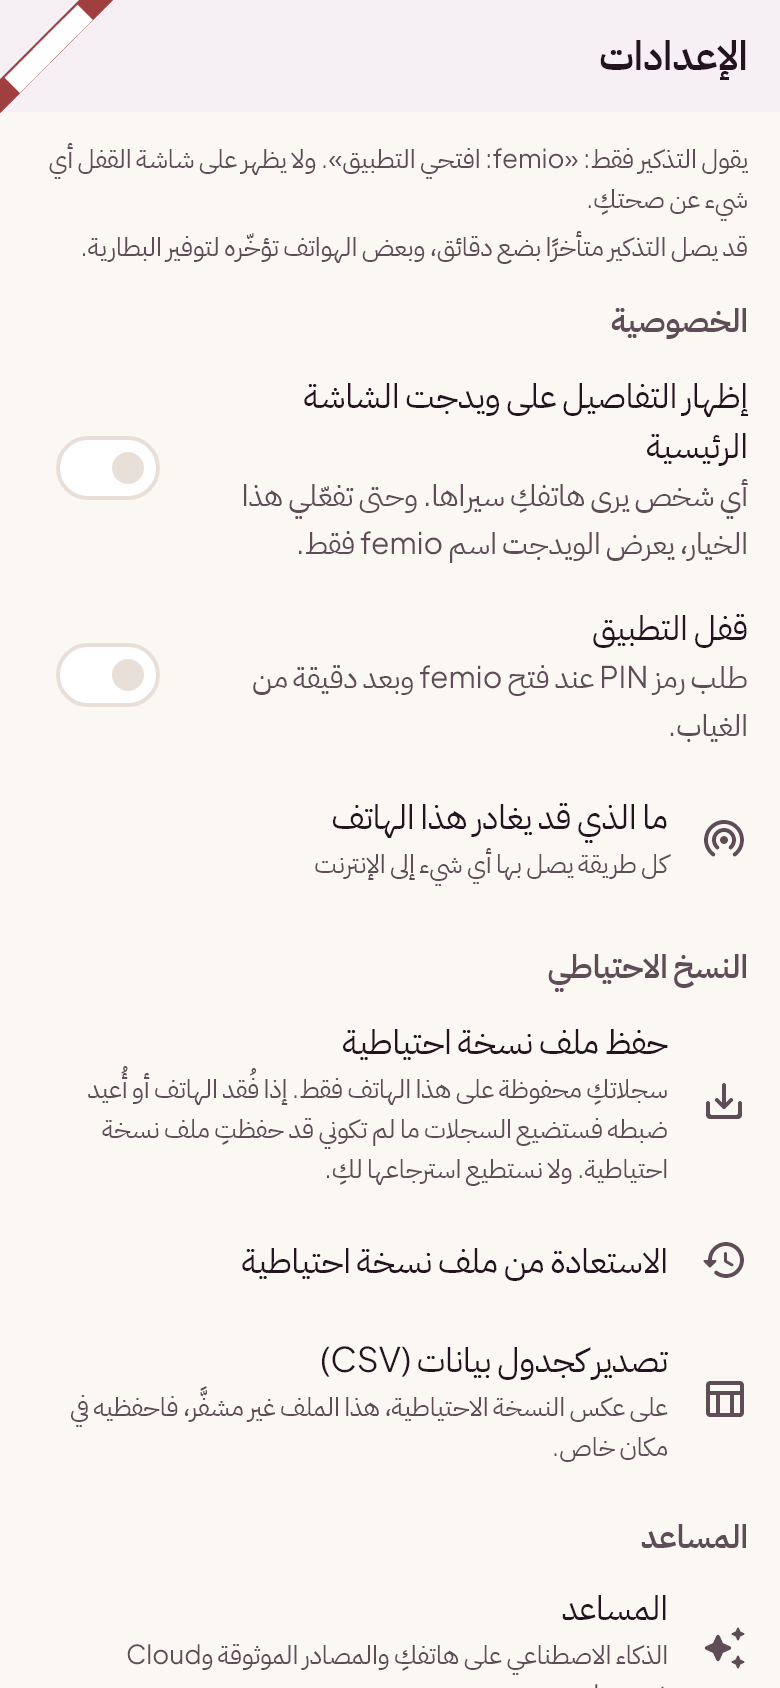 الإعدادات
يقول التذكير فقط: «femio: افتحي التطبيق». ولا يظهر على شاشة القفل أي
شيء عن صحتكِ.
قد يصل التذكير متأخرًا بضع دقائق، وبعض الهواتف تؤخّره لتوفير البطارية.
الخصوصية
إظهار التفاصيل على ويدجت الشاشة
الرئيسية
أي شخص يرى هاتفكِ سيراها. وحتى تفعّلي هذا
الخيار، يعرض الويدجت اسم femio فقط.
قفل التطبيق
طلب رمز PIN عند فتح femio وبعد دقيقة من
الغياب.
ما الذي قد يغادر هذا الهاتف
كل طريقة يصل بها أي شيء إلى الإنترنت
النسخ الاحتياطي
حفظ ملف نسخة احتياطية
سجلاتكِ محفوظة على هذا الهاتف فقط. إذا فُقد الهاتف أو أُعيد
ضبطه فستضيع السجلات ما لم تكوني قد حفظتِ ملف نسخة
احتياطية. ولا نستطيع استرجاعها لكِ.
الاستعادة من ملف نسخة احتياطية
تصدير كجدول بيانات (CSV)
على عكس النسخة الاحتياطية، هذا الملف غير مشفَّر، فاحفظيه في
مكان خاص.
المساعد
المساعد
الذكاء الاصطناعي على هاتفكِ والمصادر الموثوقة وCloud